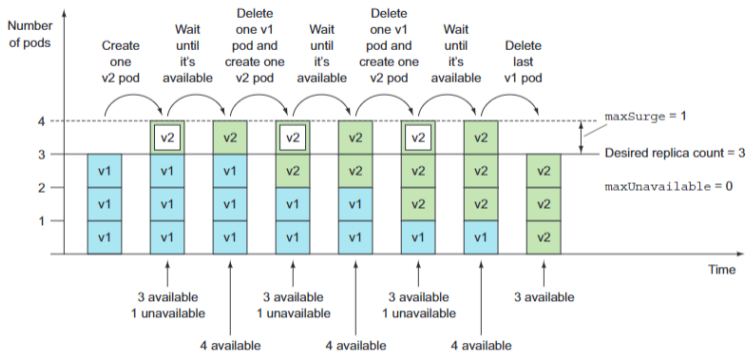 Number
of pods
Create
one
v2 pod
Wait
until
it's
available
Delete
one v1
pod and
create one
v2 pod
Wait
until
it's
available
Delete
one v1
pod and
create one
v2 pod
Wait
until
it's
available
Delete
last
v1 pod
4
3
2
1
v1
v1
v1
v2
v1
v1
v1
v2
v1
v1
v1
v2
v2
v1
v1
v2
v2
v1
v1
v2
v2
v2
v1
v2
v2
v2
v1
v2
v2
v2
maxSurge = 1
Desired replica count = 3
maxUnavailable = 0
Time
3 available
1 unavailable
4 available
3 available
1 unavailable
4 available
3 available
1 unavailable
4 available
3 available